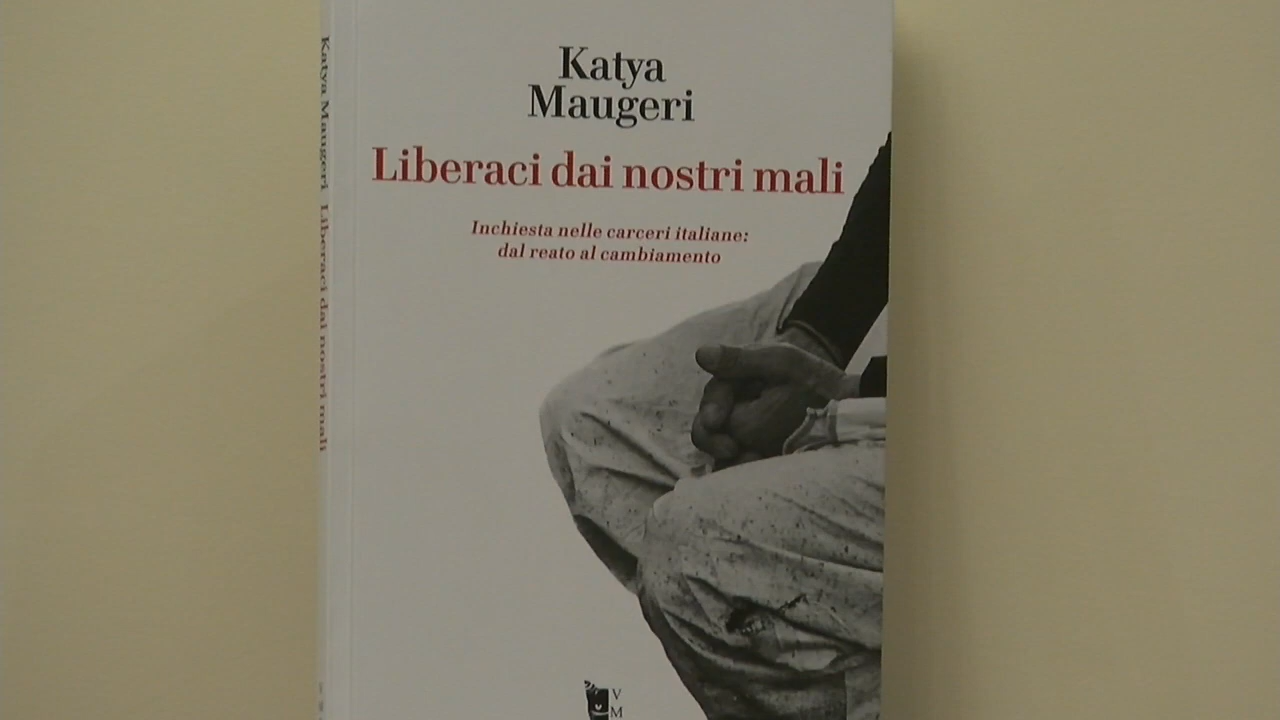 Katya
Maugeri
Liberaci dai nostri mali
Inchiesta nelle carceri italiane:
dal reato al cambiamento
Katya Maugeri Liberaci dai nostri mali
V
M